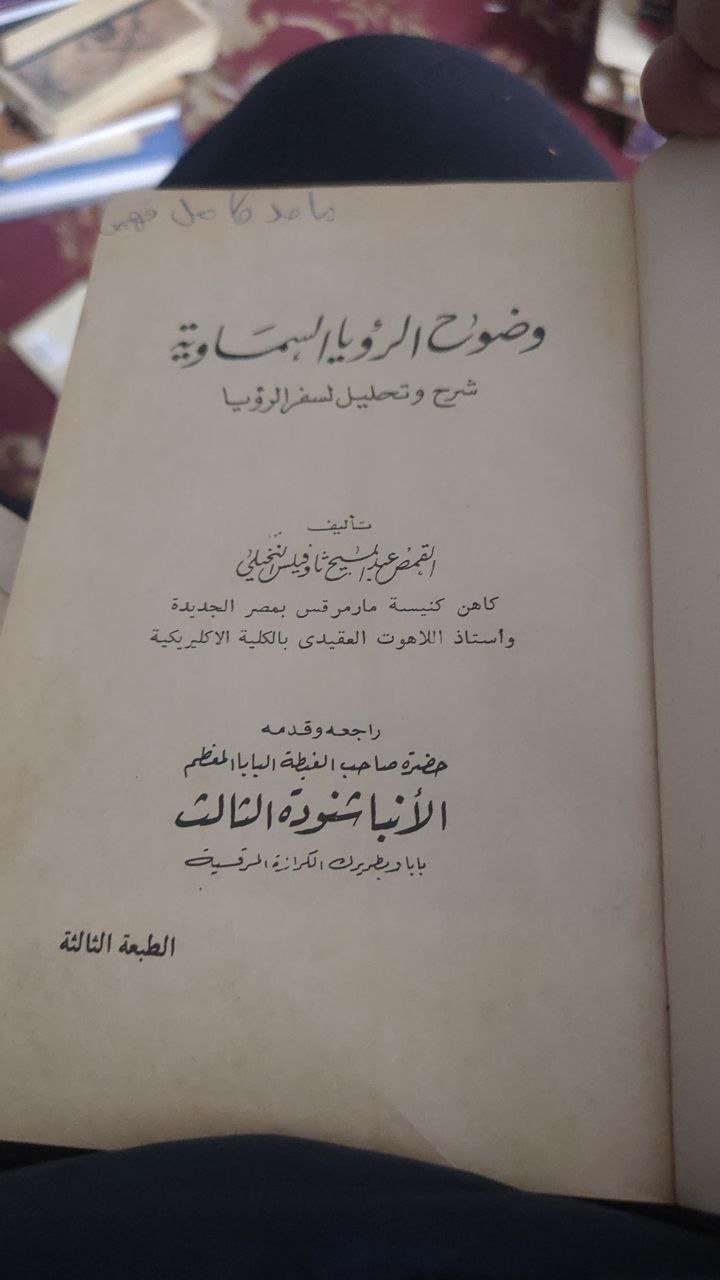 كامل فهيم
وضوح الرؤيا السماوية
شرح وتحليل لسفر الرؤيا
تأليف
القمص عبد المسيح ثاوفيلس النخيلي
كاهن كنيسة مارمرقس بمصر الجديدة
وأستاذ اللاهوت العقيدى بالكلية الاكليريكية
راجعه وقدمه
حضرة صاحب الغبطة البابا المعظم
الأنبا شنودة الثالث
بابا وبطريرك الكرازة المرقسية
الطبعة الثالثة